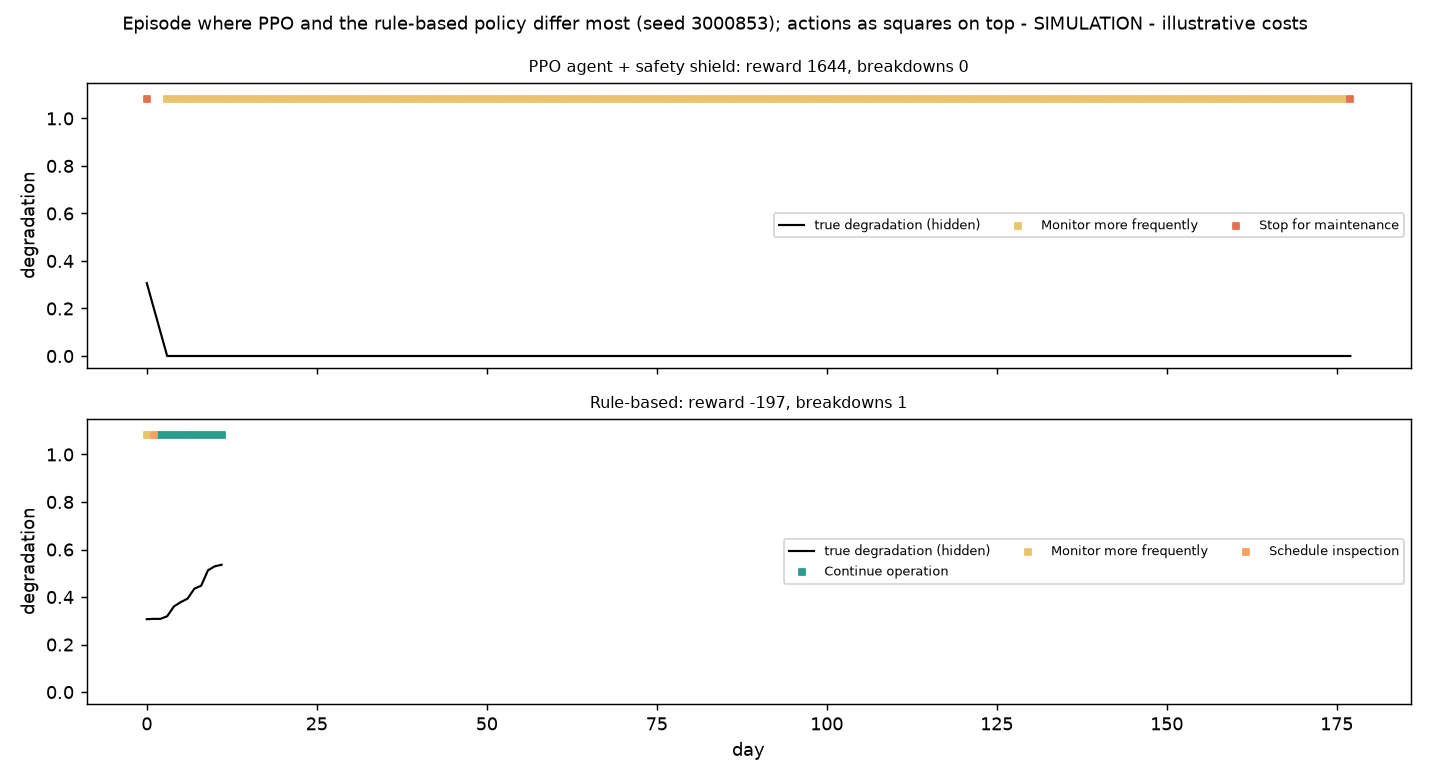 Episode where PPO and the rule-based policy differ most (seed 3000853); actions as squares on top - SIMULATION - illustrative costs
PPO agent + safety shield: reward 1644, breakdowns 0
1.0
0.8
0.6
0.4
0.2
0.0
degradation
true degradation (hidden) Monitor more frequently Stop for maintenance
Rule-based: reward -197, breakdowns 1
1.0
0.8
0.6
0.4
0.2
0.0
degradation
true degradation (hidden) Monitor more frequently Schedule inspection
Continue operation
0 25 50 75 100 125 150 175
day